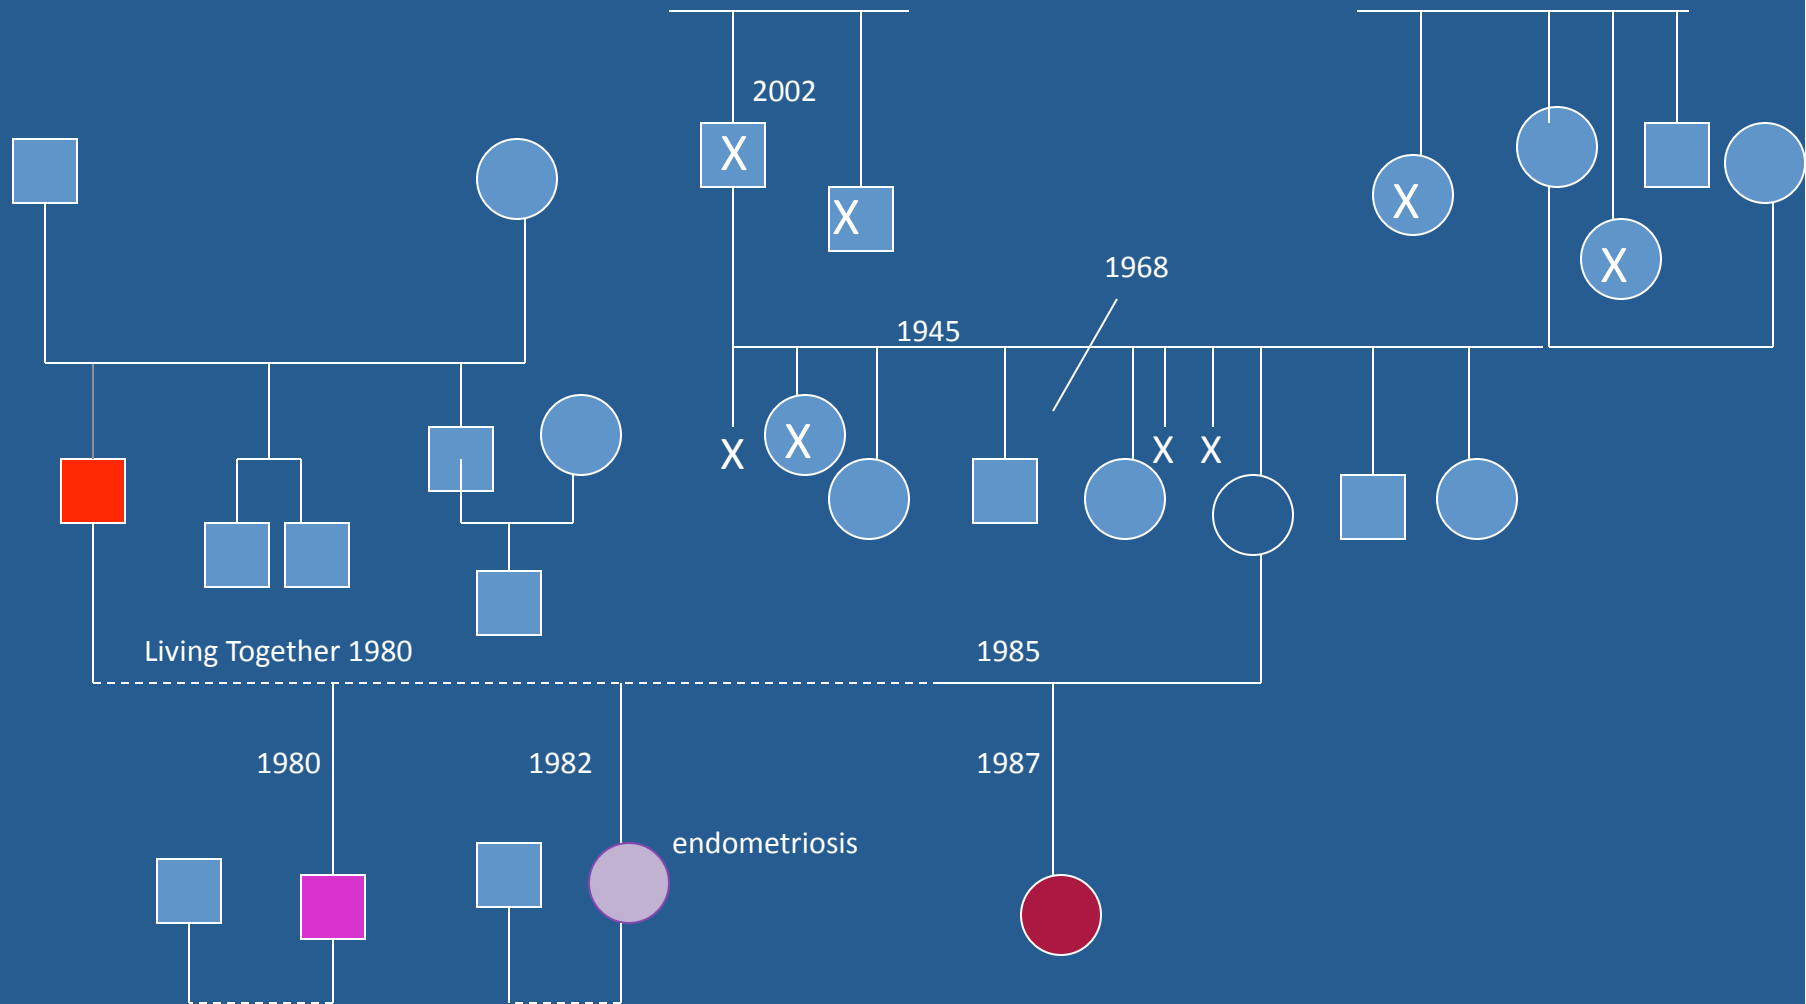 2002
X
X
X
X
1968
1945
X
X
X
X
Living Together 1980
1985
1980
1982
1987
endometriosis